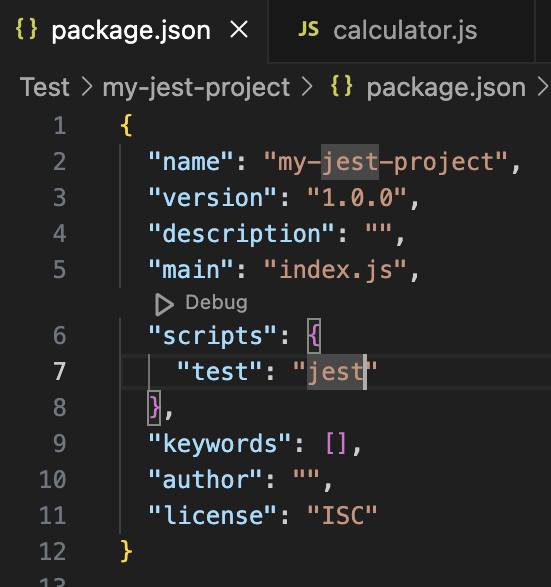 {} package.json × JS calculator.js
Test > my-jest-project > {} package.json >
1 {
2 "name": "my-jest-project",
3 "version": "1.0.0",
4 "description": "",
5 "main": "index.js",
Debug
6 "scripts": {
7 "test": "jest"
8 },
9 "keywords": [],
10 "author": "",
11 "license": "ISC"
12 }
13